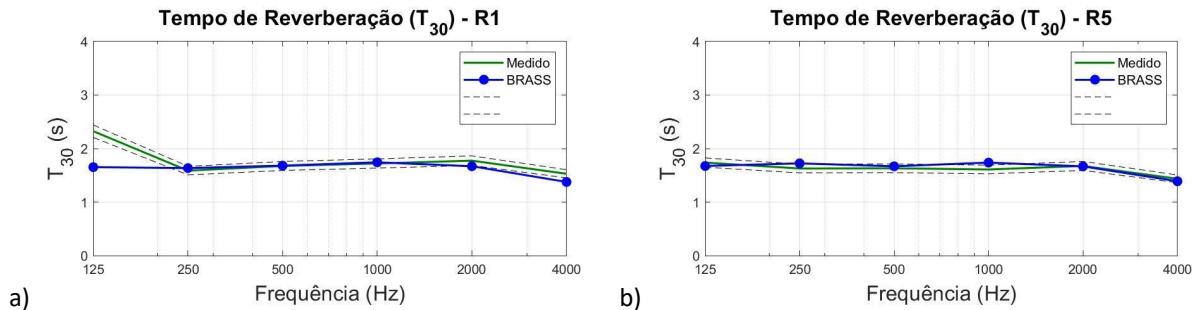 Tempo de Reverberação (T30) - R1
4
3
2
1
0
T30 (s)
Medido
BRASS
125 250 500 1000 2000 4000
Frequência (Hz)
a)
Tempo de Reverberação (T30) - R5
4
3
2
1
0
T30 (s)
Medido
BRASS
125 250 500 1000 2000 4000
Frequência (Hz)
b)